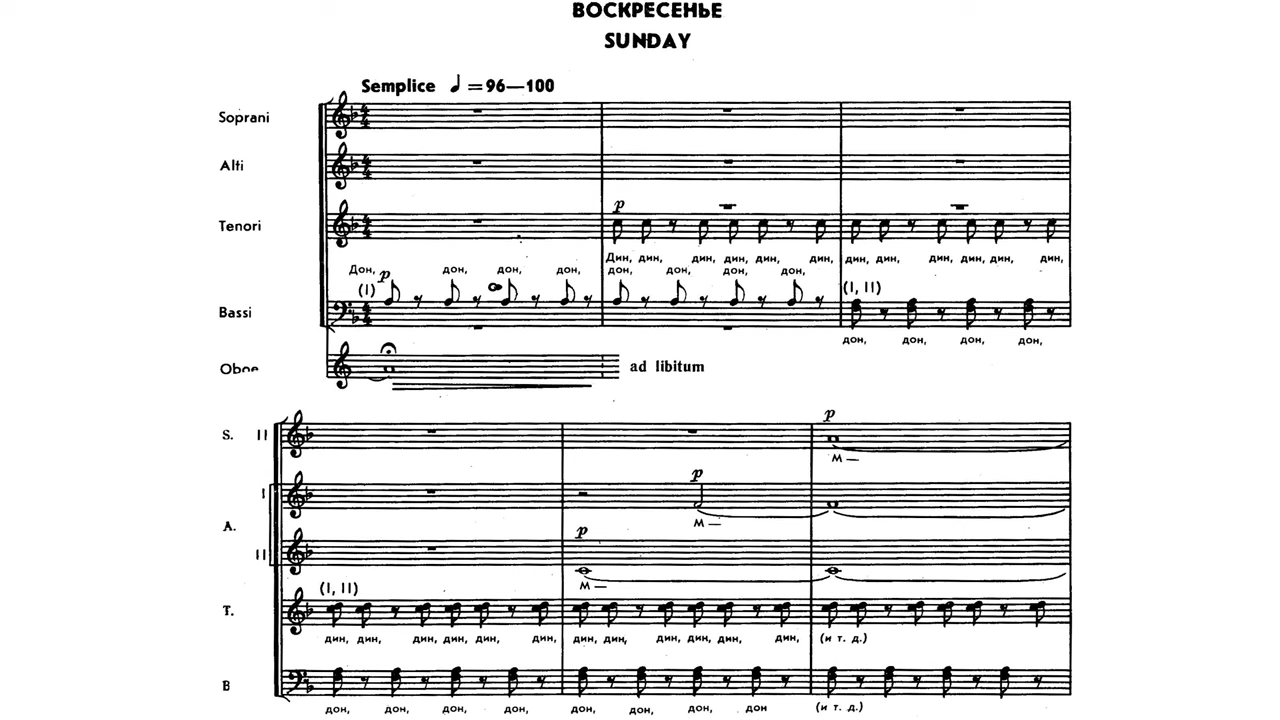 ВОСКРЕСЕНЬЕ
SUNDAY
Semplice ♩ = 96—100
Soprani
Alti
Tenori
p
Дин, дин, дин, дин, дин, дин, дин, дин, дин, дин, дин, дин,
Дон, дон, дон, дон, дон, дон, дон, дон,
p
(I) (I, II)
Bassi
дон, дон, дон, дон,
Oboe
ad libitum
p
S. II
М —
I
p
A.
М —
II
p
М —
(I, II)
T.
дин, дин, дин, дин, дин, дин, дин, дин, дин, дин, дин, дин, (и т. д.)
B
дон, дон, дон, дон, дон, дон, дон, дон (и т. д.)